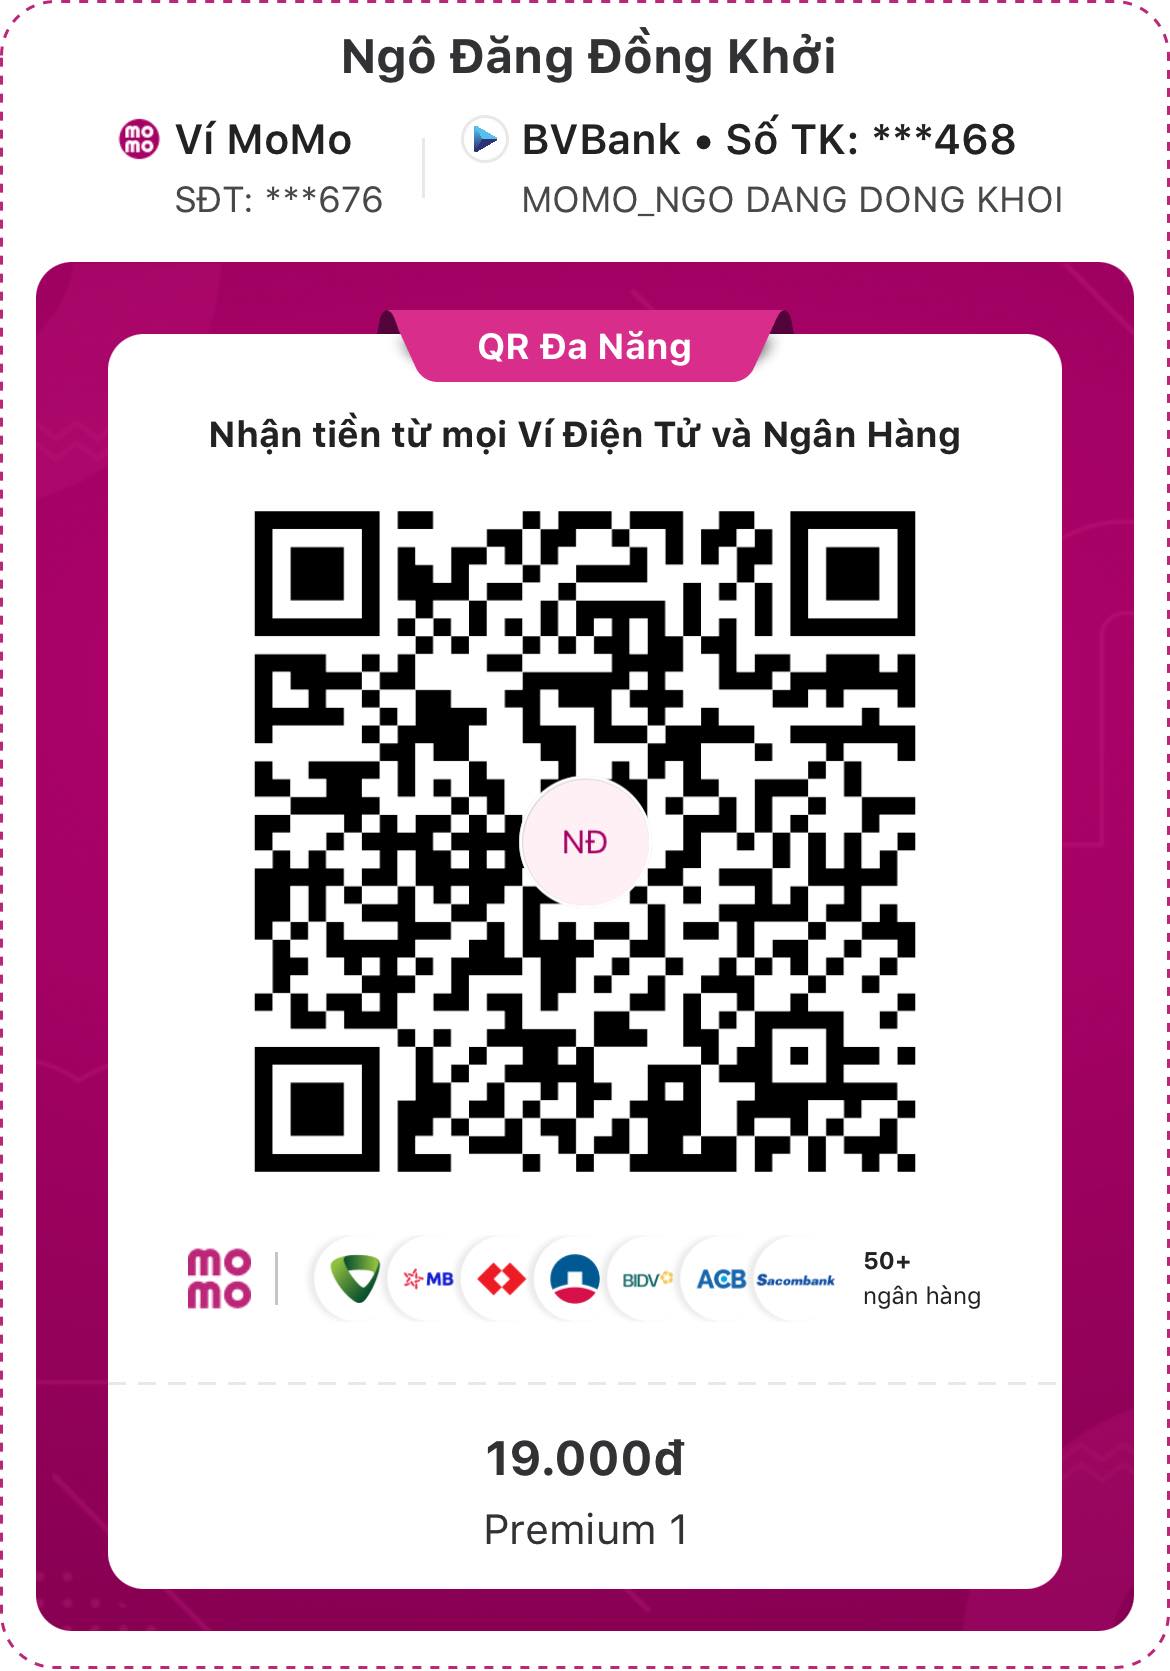 Ngô Đăng Đồng Khởi
momo Ví MoMo
SĐT: ***676
BVBank • Số TK: ***468
MOMO_NGO DANG DONG KHOI
QR Đa Năng
Nhận tiền từ mọi Ví Điện Tử và Ngân Hàng
NĐ
momo
MB
BIDV
ACB
Sacombank
50+
ngân hàng
19.000đ
Premium 1